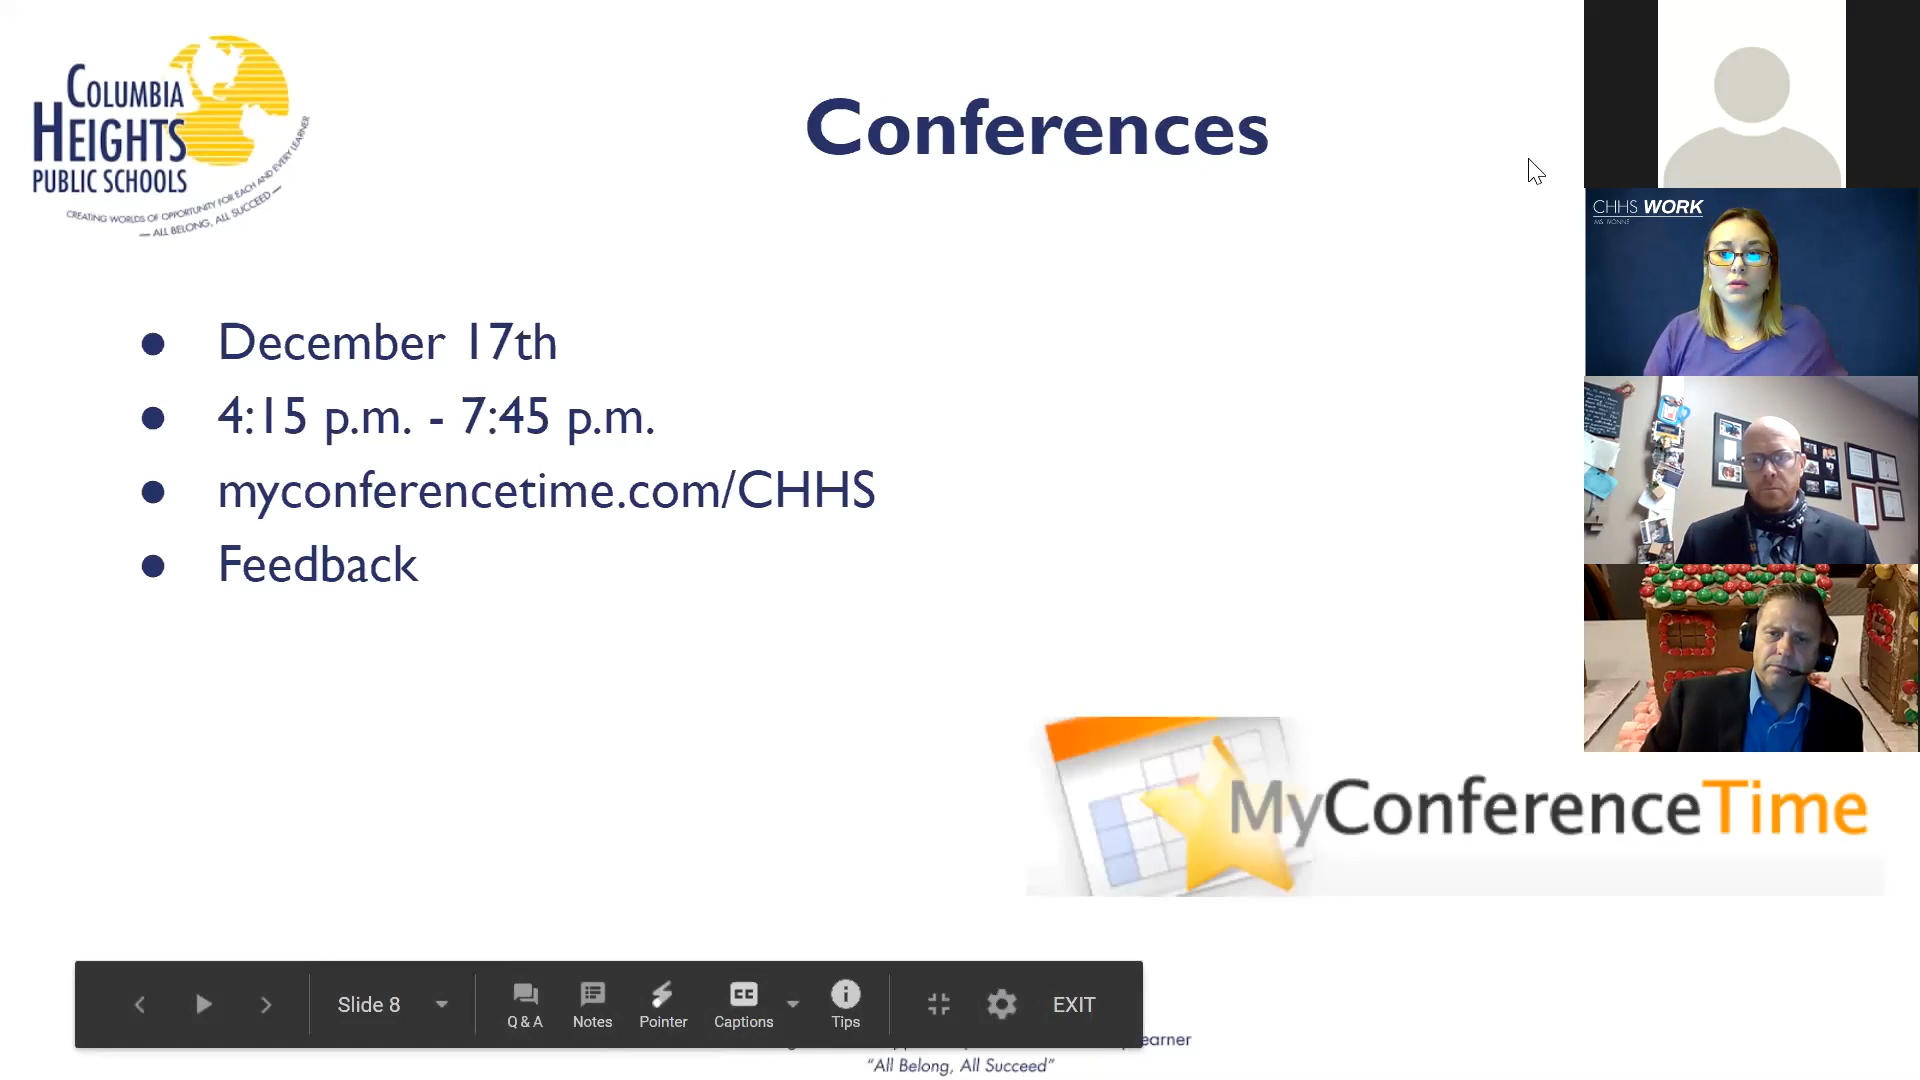 COLUMBIA
HEIGHTS
PUBLIC SCHOOLS
CREATING WORLDS OF OPPORTUNITY FOR EACH AND EVERY LEARNER
— ALL BELONG, ALL SUCCEED —
Conferences
CHHS WORK
● December 17th
● 4:15 p.m. - 7:45 p.m.
● myconferencetime.com/CHHS
● Feedback
MyConferenceTime
Slide 8
Q & A
Notes
Pointer
CC
Captions
Tips
EXIT
earner
“All Belong, All Succeed”